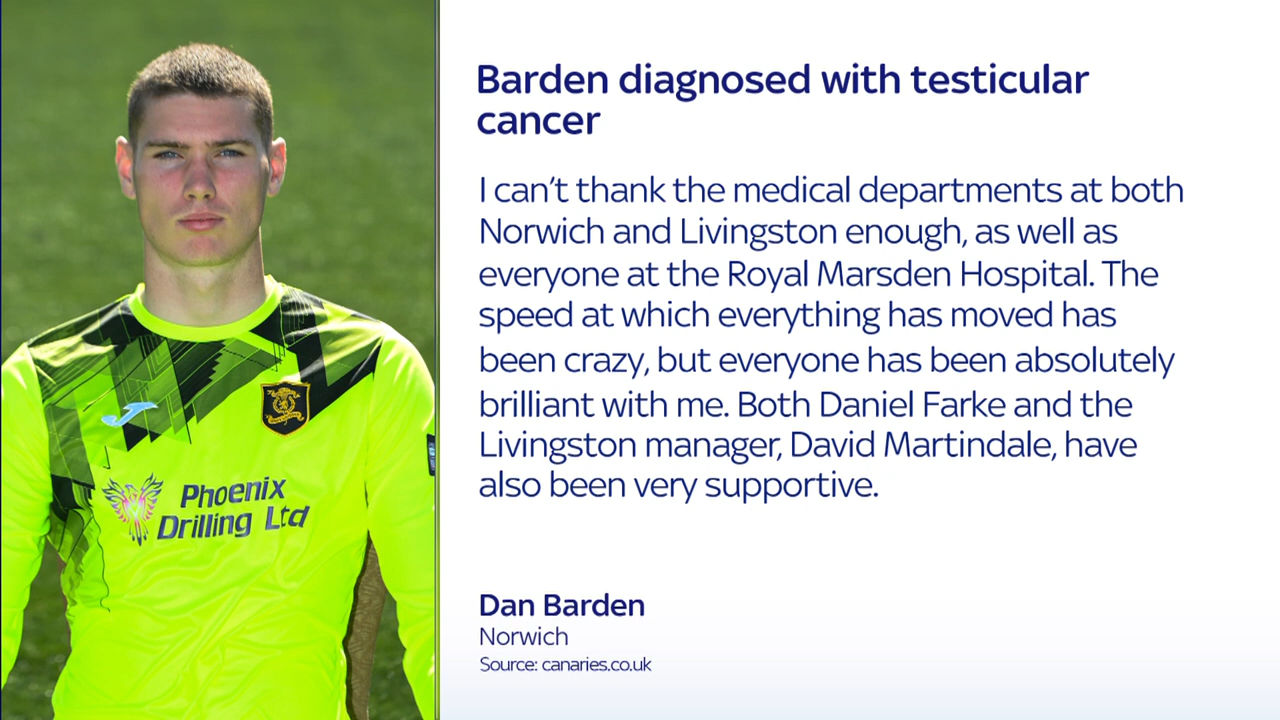 Barden diagnosed with testicular
cancer
I can't thank the medical departments at both
Norwich and Livingston enough, as well as
everyone at the Royal Marsden Hospital. The
speed at which everything has moved has
been crazy, but everyone has been absolutely
brilliant with me. Both Daniel Farke and the
Livingston manager, David Martindale, have
also been very supportive.
Dan Barden
Norwich
Source: canaries.co.uk
Phoenix
Drilling Ltd